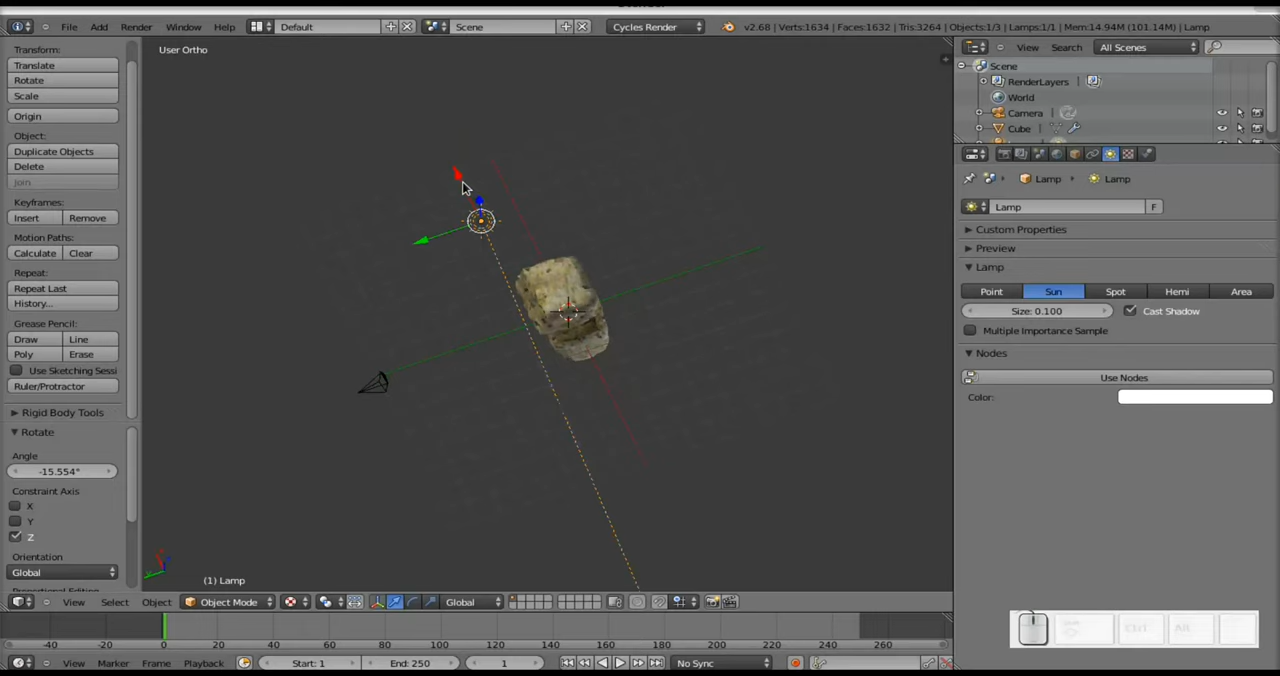 File Add Render Window Help Default Scene Cycles Render v2.68 | Verts:1634 | Faces:1632 | Tris:3264 | Objects:1/3 | Lamps:1/1 | Mem:14.94M (101.14M) | Lamp
Transform:
Translate
Rotate
Scale
Origin
Object:
Duplicate Objects
Delete
Join
Keyframes:
Insert Remove
Motion Paths:
Calculate Clear
Repeat:
Repeat Last
History...
Grease Pencil:
Draw Line
Poly Erase
Use Sketching Sessi
Ruler/Protractor
Rigid Body Tools
Rotate
Angle
-15.554°
Constraint Axis
X
Y
Z
Orientation
Global
User Ortho
(1) Lamp
View Select Object Object Mode Global
-40 -20 0 20 40 60 80 100 120 140 160 180 200 220 240 260
View Marker Frame Playback Start: 1 End: 250 1 No Sync
View Search All Scenes
Scene
RenderLayers
World
Camera
Cube
Lamp Lamp
Lamp F
Custom Properties
Preview
Lamp
Point Sun Spot Hemi Area
Size: 0.100 Cast Shadow
Multiple Importance Sample
Nodes
Use Nodes
Color:
Ctrl Alt